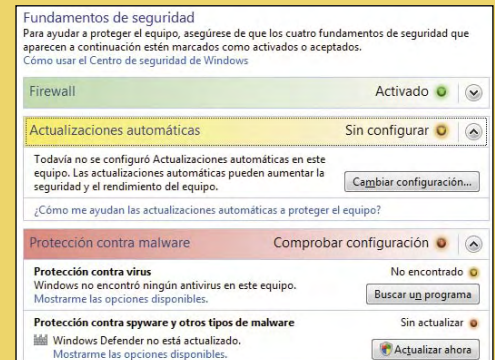 Fundamentos de seguridad
Para ayudar a proteger el equipo, asegúrese de que los cuatro fundamentos de seguridad que
aparecen a continuación estén marcados como activados o aceptados.
Cómo usar el Centro de seguridad de Windows
Firewall Activado
Actualizaciones automáticas Sin configurar
Todavía no se configuró Actualizaciones automáticas en este
equipo. Las actualizaciones automáticas pueden aumentar la
seguridad y el rendimiento del equipo.
Cambiar configuración...
¿Cómo me ayudan las actualizaciones automáticas a proteger el equipo?
Protección contra malware Comprobar configuración
Protección contra virus No encontrado
Windows no encontró ningún antivirus en este equipo.
Mostrarme las opciones disponibles.
Buscar un programa
Protección contra spyware y otros tipos de malware Sin actualizar
Windows Defender no está actualizado.
Mostrarme las opciones disponibles.
Actualizar ahora